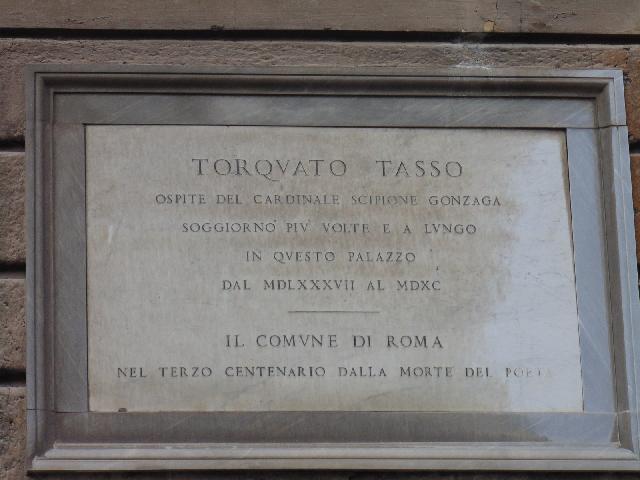 TORQVATO TASSO
OSPITE DEL CARDINALE SCIPIONE GONZAGA
SOGGIORNÒ PIV VOLTE E A LVNGO
IN QVESTO PALAZZO
DAL MDLXXXVII AL MDXC
IL COMVNE DI ROMA
NEL TERZO CENTENARIO DALLA MORTE DEL POETA